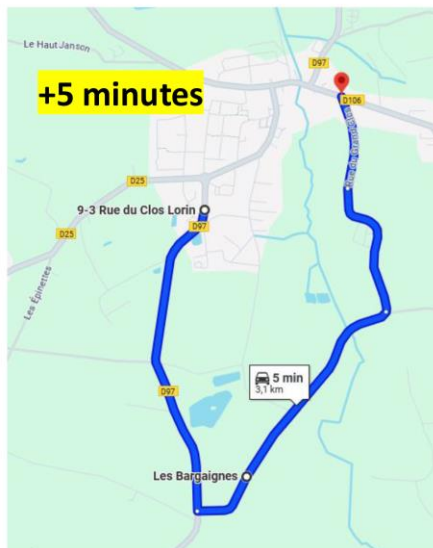 Le Haut Janson
D97
+5 minutes
D106
D25
9-3 Rue du Clos Lorin
D97
D25
Les Épinettes
5 min
3,1 km
D97
Les Bargaignes